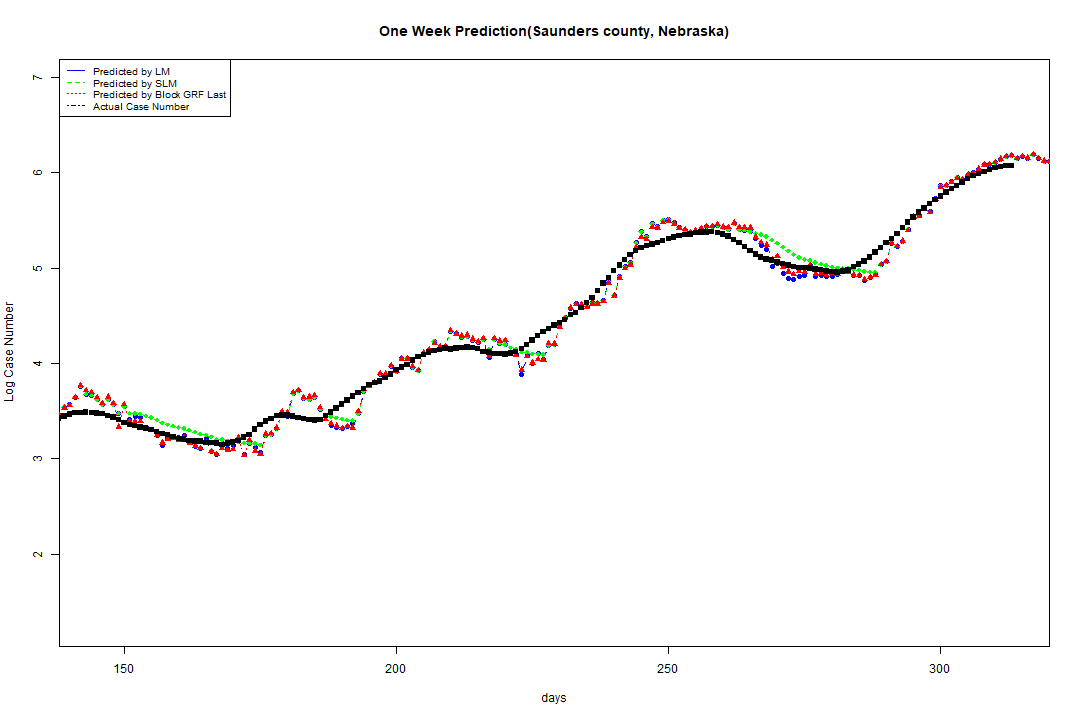 One Week Prediction(Saunders county, Nebraska)
Predicted by LM
Predicted by SLM
Predicted by Block GRF Last
Actual Case Number
7
6
5
4
3
2
Log Case Number
150
200
250
300
days